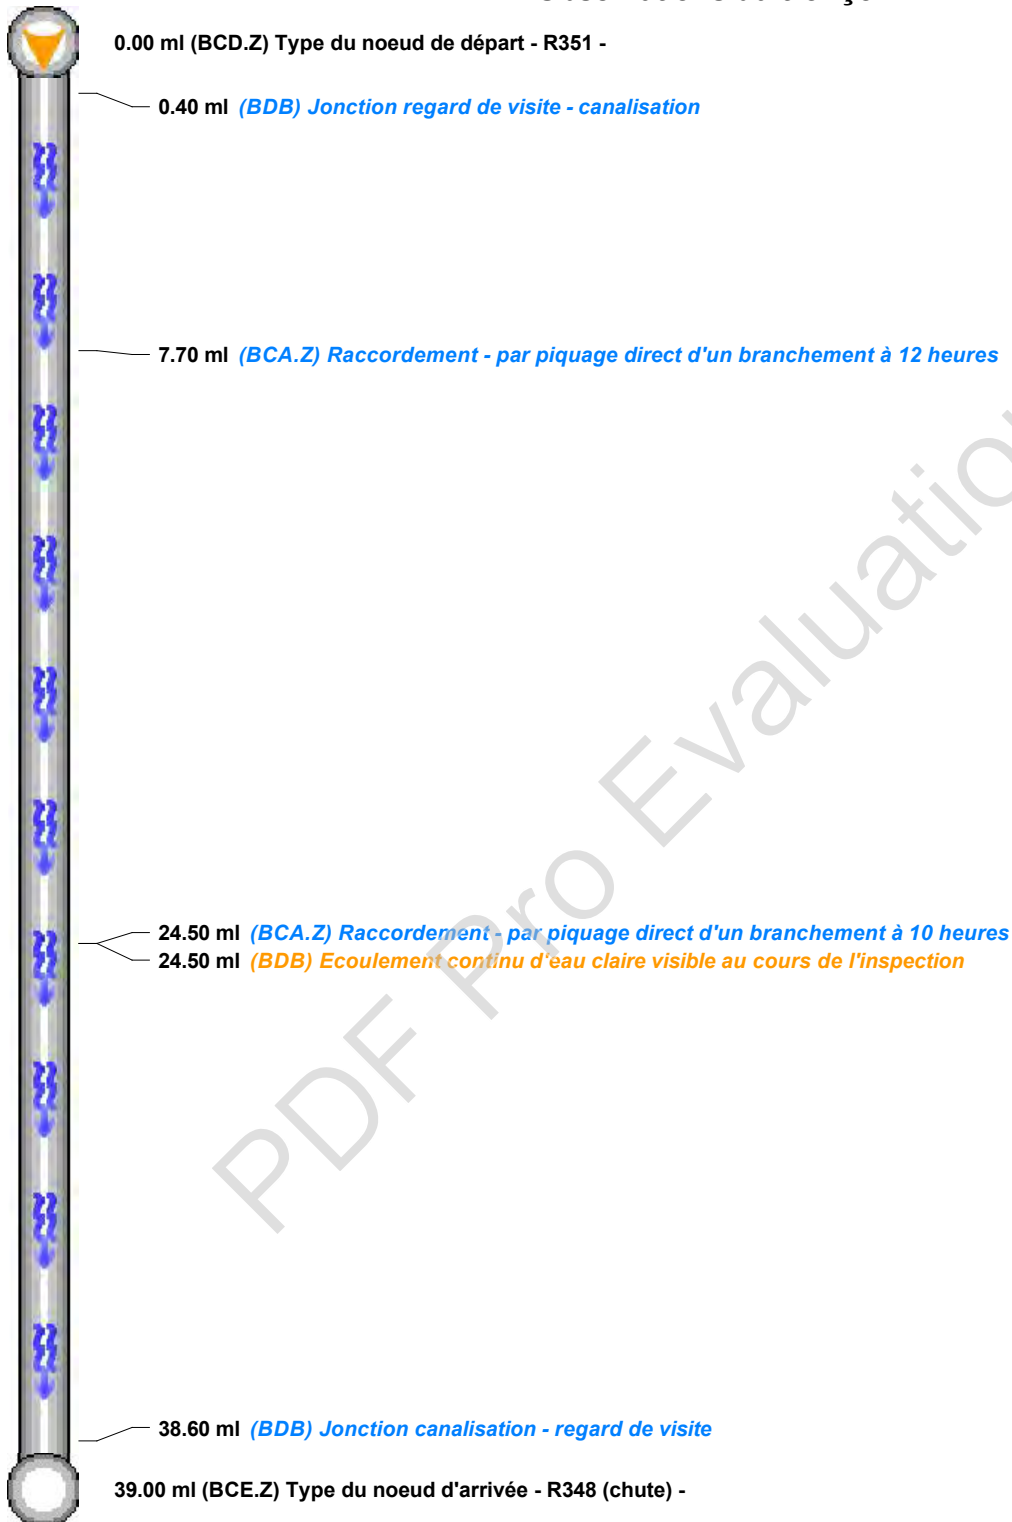 0.00 ml (BCD.Z) Type du noeud de départ - R351 -
0.40 ml (BDB) Jonction regard de visite - canalisation
7.70 ml (BCA.Z) Raccordement - par piquage direct d'un branchement à 12 heures
24.50 ml (BCA.Z) Raccordement - par piquage direct d'un branchement à 10 heures
24.50 ml (BDB) Ecoulement continu d'eau claire visible au cours de l'inspection
38.60 ml (BDB) Jonction canalisation - regard de visite
39.00 ml (BCE.Z) Type du noeud d'arrivée - R348 (chute) -
PDF Pro